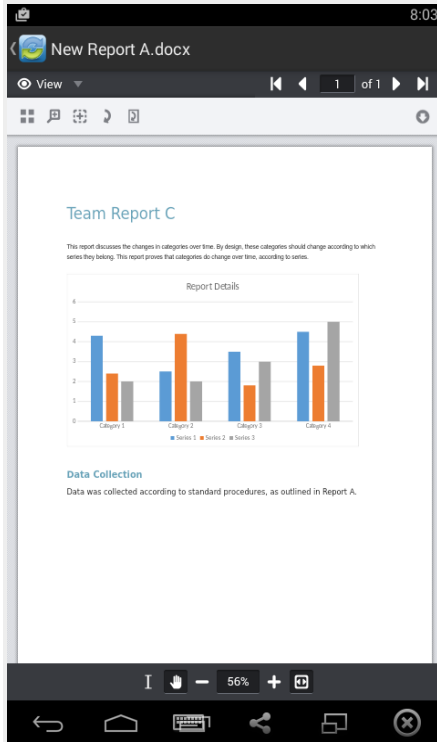 8:03
New Report A.docx
View
1 of 1
Team Report C
This report discusses the changes in categories over time. By design, these categories should change according to which
series they belong. This report proves that categories do change over time, according to series.
Report Details
6
5
4
3
2
1
0
Category 1 Category 2 Category 3 Category 4
Series 1 Series 2 Series 3
Data Collection
Data was collected according to standard procedures, as outlined in Report A.
56%